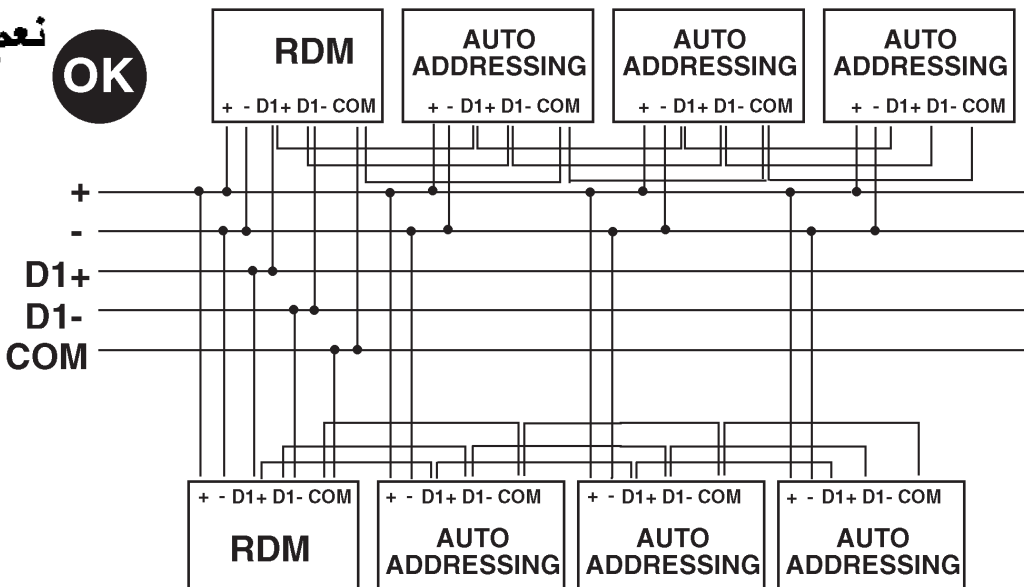 نعم
OK
RDM
+ - D1+ D1- COM
AUTO
ADDRESSING
+ - D1+ D1- COM
AUTO
ADDRESSING
+ - D1+ D1- COM
AUTO
ADDRESSING
+ - D1+ D1- COM
+
-
D1+
D1-
COM
+ - D1+ D1- COM
RDM
+ - D1+ D1- COM
AUTO
ADDRESSING
+ - D1+ D1- COM
AUTO
ADDRESSING
+ - D1+ D1- COM
AUTO
ADDRESSING